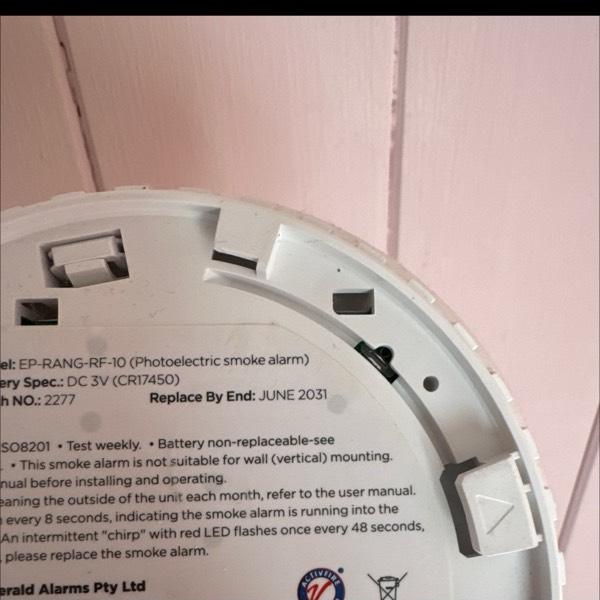 el: EP-RANG-RF-10 (Photoelectric smoke alarm)
ery Spec.: DC 3V (CR17450)
h NO.: 2277 Replace By End: JUNE 2031
SO8201 • Test weekly. • Battery non-replaceable-see
. • This smoke alarm is not suitable for wall (vertical) mounting.
nual before installing and operating.
eaning the outside of the unit each month, refer to the user manual.
every 8 seconds, indicating the smoke alarm is running into the
An intermittent "chirp" with red LED flashes once every 48 seconds,
, please replace the smoke alarm.
erald Alarms Pty Ltd
ACTIVFIRE